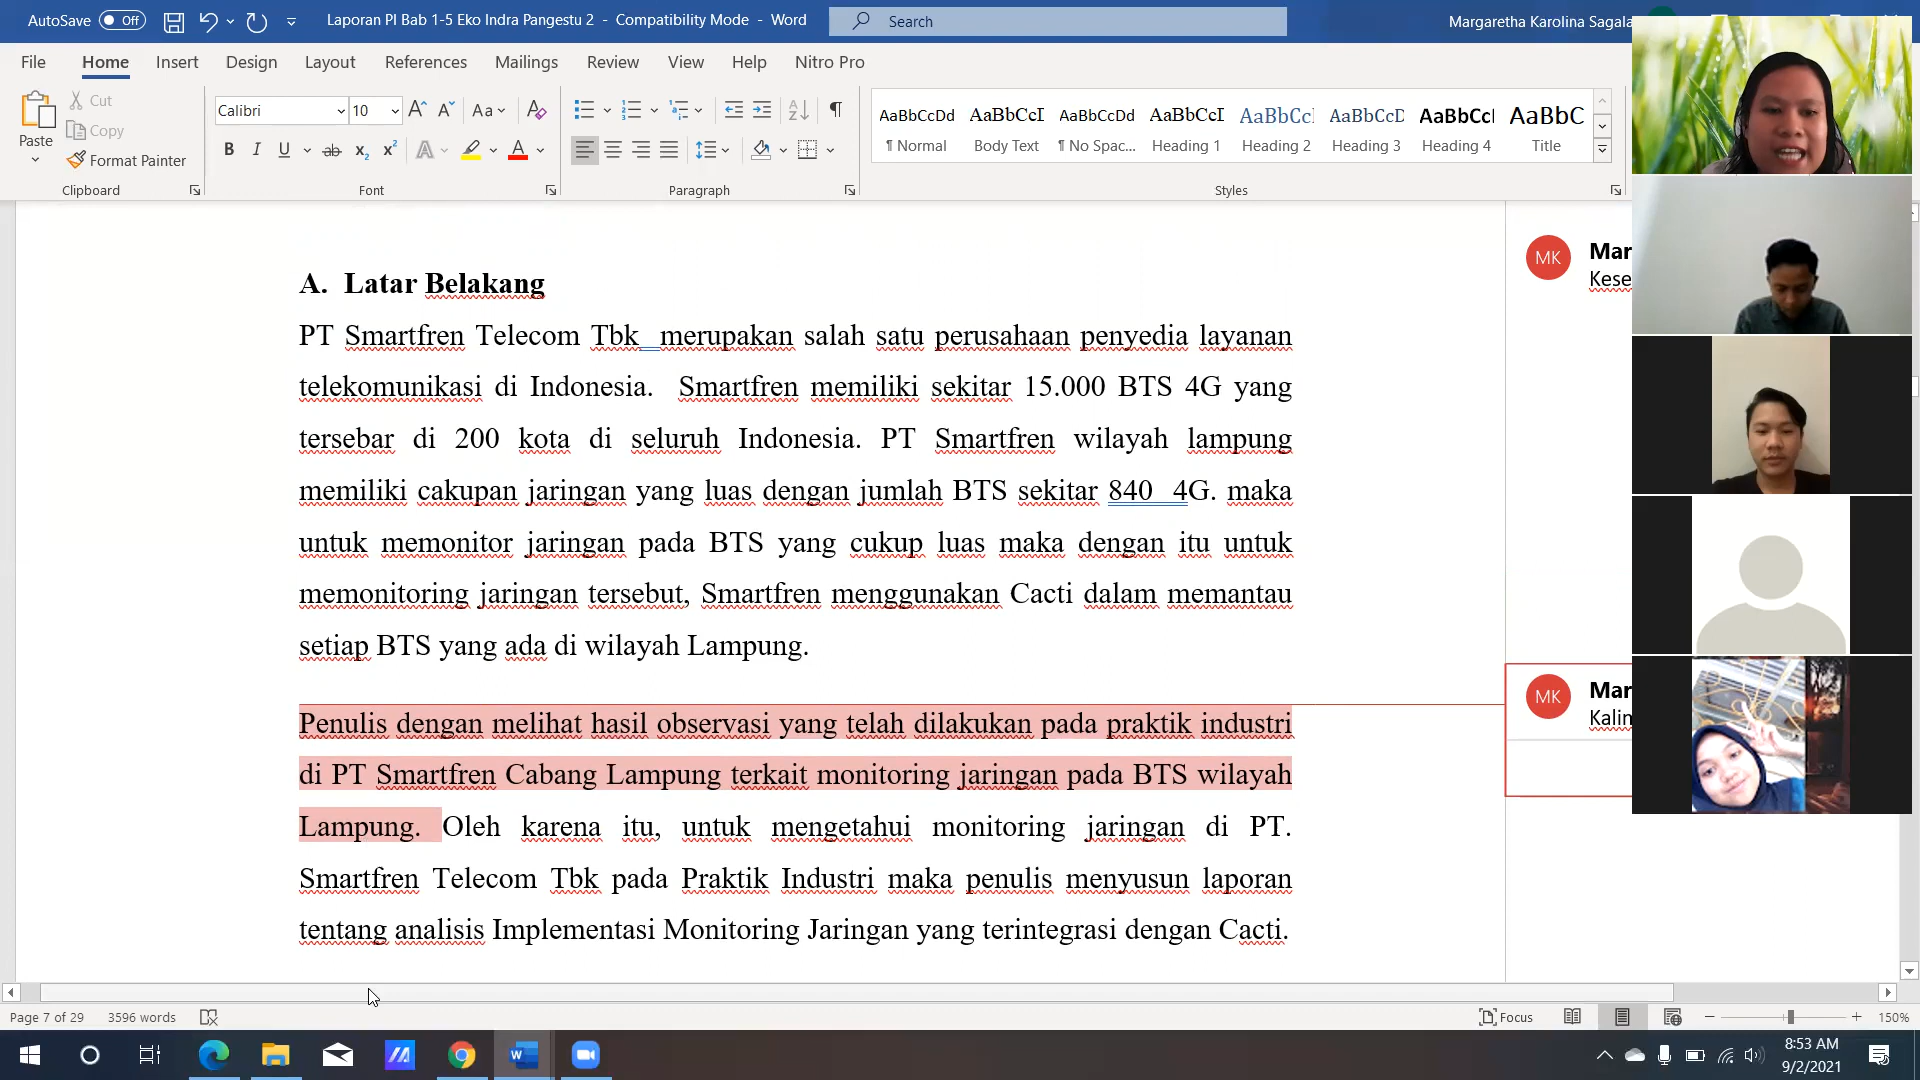 AutoSave Off Laporan PI Bab 1-5 Eko Indra Pangestu 2 - Compatibility Mode - Word Search Margaretha Karolina Sagala
File Home Insert Design Layout References Mailings Review View Help Nitro Pro
Paste Cut Copy Format Painter
Calibri 10
AaBbCcDd AaBbCcI AaBbCcDd AaBbCcI AaBbCc AaBbCcD AaBbCcI AaBbC
¶ Normal Body Text ¶ No Spac... Heading 1 Heading 2 Heading 3 Heading 4 Title
Clipboard Font Paragraph Styles
A. Latar Belakang
PT Smartfren Telecom Tbk merupakan salah satu perusahaan penyedia layanan
telekomunikasi di Indonesia. Smartfren memiliki sekitar 15.000 BTS 4G yang
tersebar di 200 kota di seluruh Indonesia. PT Smartfren wilayah lampung
memiliki cakupan jaringan yang luas dengan jumlah BTS sekitar 840 4G. maka
untuk memonitor jaringan pada BTS yang cukup luas maka dengan itu untuk
memonitoring jaringan tersebut, Smartfren menggunakan Cacti dalam memantau
setiap BTS yang ada di wilayah Lampung.
Penulis dengan melihat hasil observasi yang telah dilakukan pada praktik industri
di PT Smartfren Cabang Lampung terkait monitoring jaringan pada BTS wilayah
Lampung. Oleh karena itu, untuk mengetahui monitoring jaringan di PT.
Smartfren Telecom Tbk pada Praktik Industri maka penulis menyusun laporan
tentang analisis Implementasi Monitoring Jaringan yang terintegrasi dengan Cacti.
MK Mar
Kese
MK Mar
Kalin
Page 7 of 29 3596 words Focus 150%
8:53 AM
9/2/2021